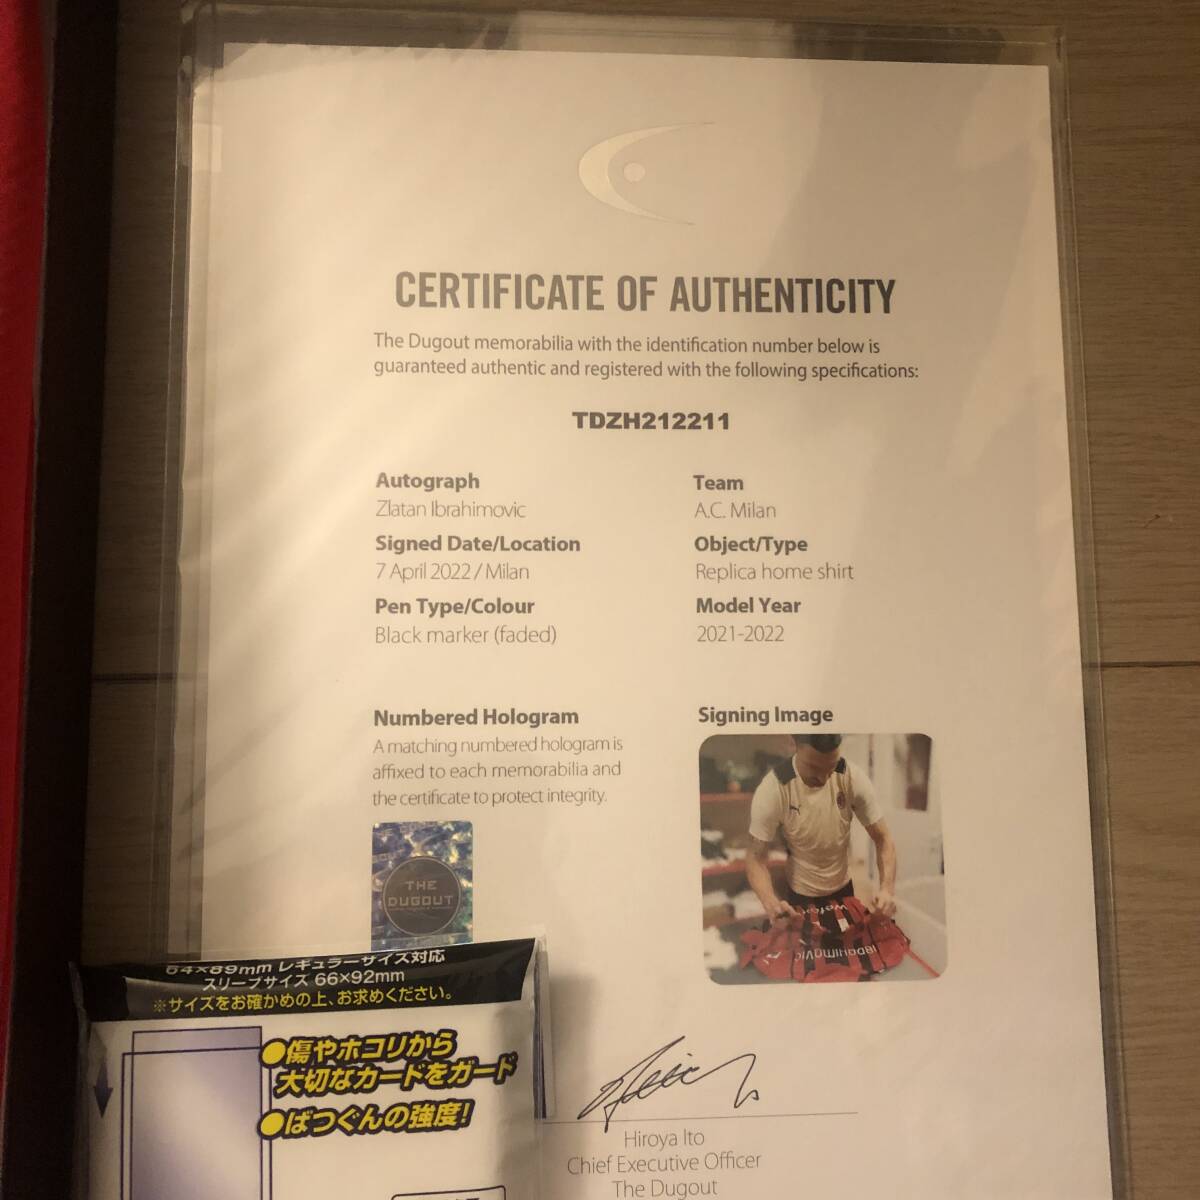 CERTIFICATE OF AUTHENTICITY
The Dugout memorabilia with the identification number below is
guaranteed authentic and registered with the following specifications:
TDZH212211
Autograph
Zlatan Ibrahimovic
Team
A.C. Milan
Signed Date/Location
7 April 2022 / Milan
Object/Type
Replica home shirt
Pen Type/Colour
Black marker (faded)
Model Year
2021-2022
Numbered Hologram
A matching numbered hologram is
affixed to each memorabilia and
the certificate to protect integrity.
Signing Image
THE
DUGOUT
IBRAHIMOVIĆ
64×89mm レギュラーサイズ対応
スリーブサイズ 66×92mm
※サイズをお確かめの上、お求めください。
●傷やホコリから
大切なカードをガード
●ばつぐんの強度!
Hiroya Ito
Chief Executive Officer
The Dugout